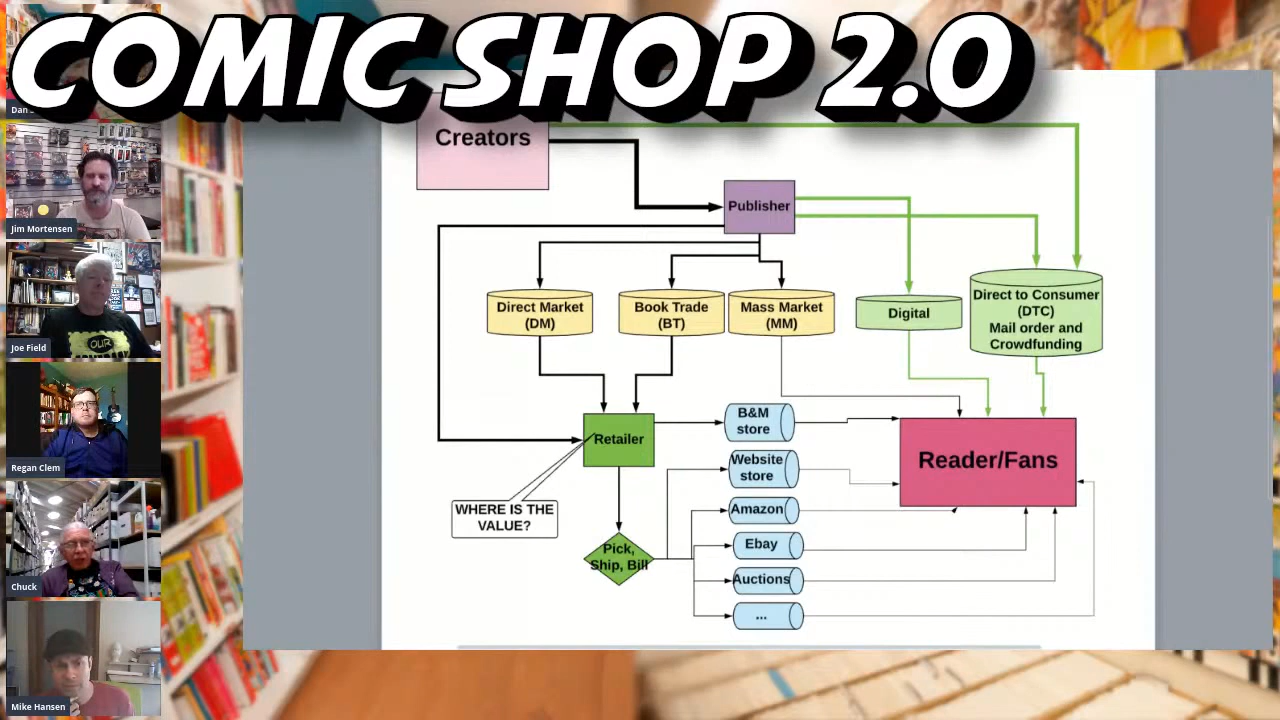 COMIC SHOP 2.0
Dan
Jim Mortensen
Joe Field
OUR
Regan Clem
Chuck
Mike Hansen
Creators
Publisher
Direct Market
(DM)
Book Trade
(BT)
Mass Market
(MM)
Digital
Direct to Consumer
(DTC)
Mail order and
Crowdfunding
Retailer
B&M
store
Website
store
Amazon
Ebay
Auctions
...
Reader/Fans
WHERE IS THE
VALUE?
Pick,
Ship, Bill